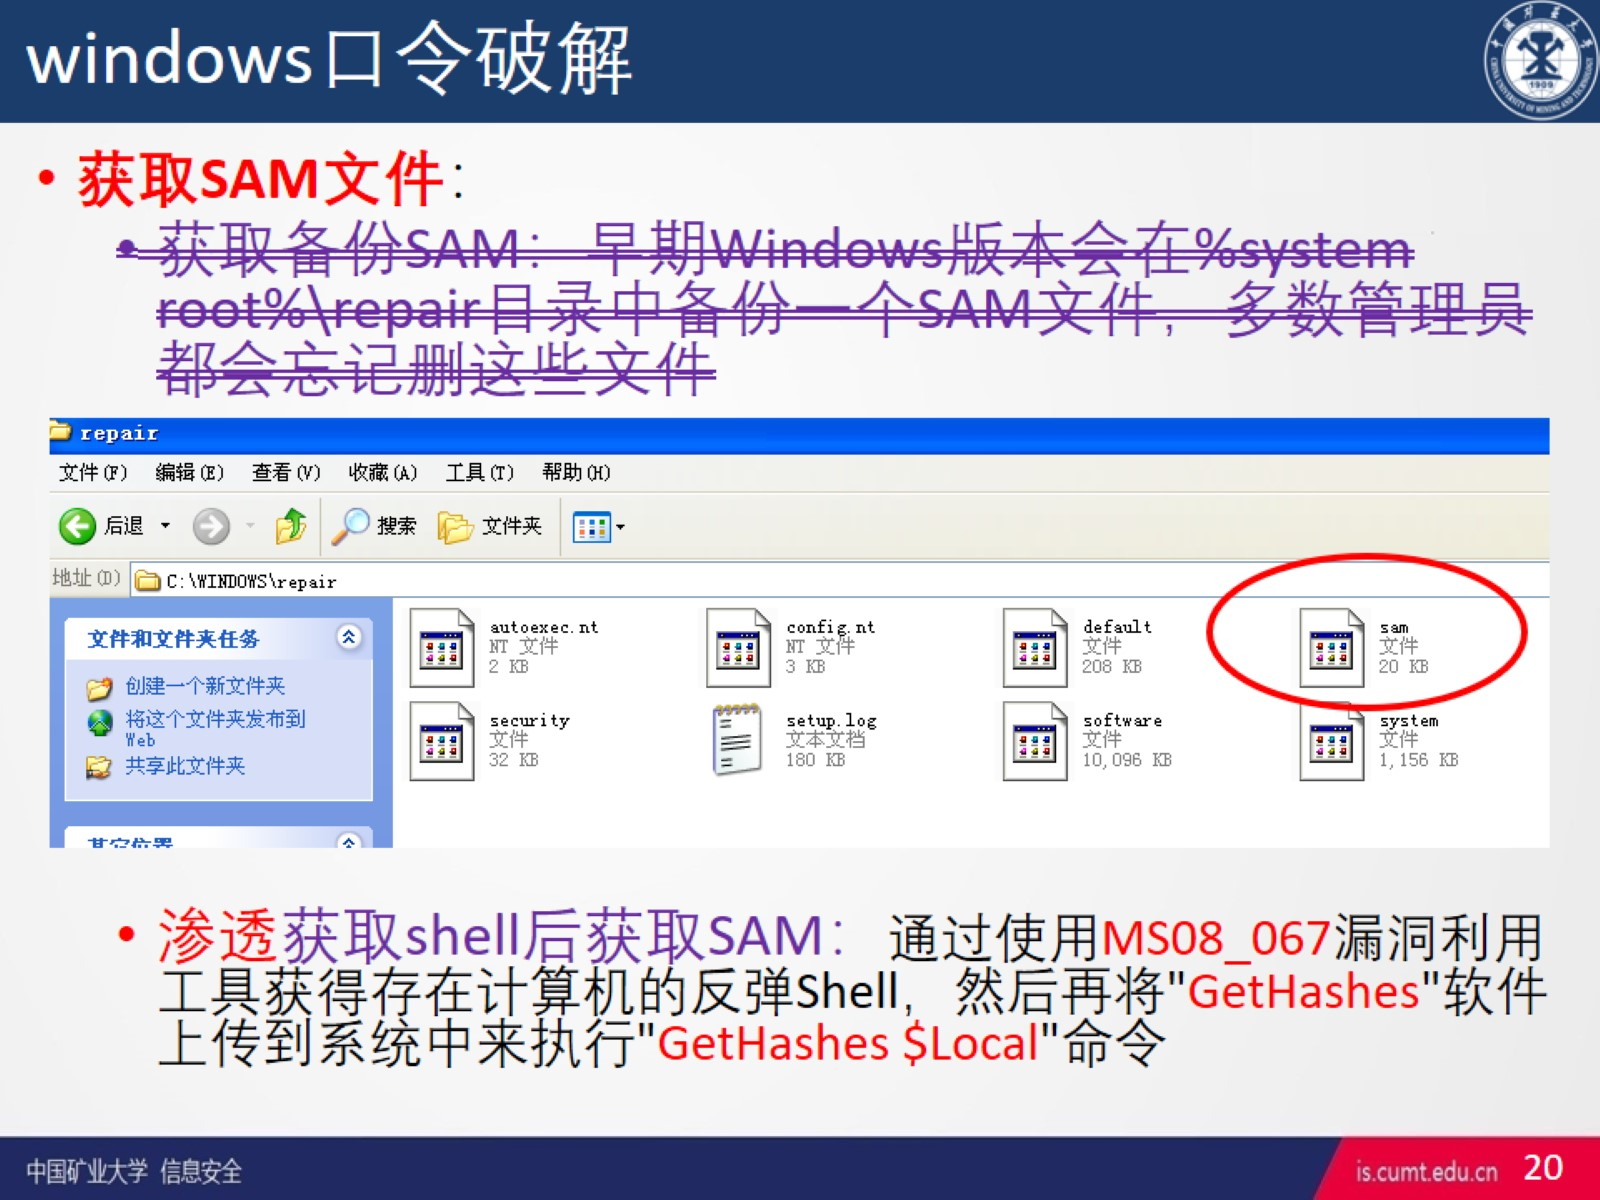 windows口令破解
• 获取SAM文件：
• 获取备份SAM： 早期Windows版本会在%system
root%\repair目录中备份一个SAM文件，多数管理员
都会忘记删这些文件
repair
文件(F) 编辑(E) 查看(V) 收藏(A) 工具(T) 帮助(H)
后退 搜索 文件夹
地址(D) C:\WINDOWS\repair
文件和文件夹任务
创建一个新文件夹
将这个文件夹发布到
Web
共享此文件夹
其它位置
autoexec.nt
NT 文件
2 KB
config.nt
NT 文件
3 KB
default
文件
208 KB
sam
文件
20 KB
security
文件
32 KB
setup.log
文本文档
180 KB
software
文件
10,096 KB
system
文件
1,156 KB
• 渗透获取shell后获取SAM： 通过使用MS08_067漏洞利用
工具获得存在计算机的反弹Shell，然后再将"GetHashes"软件
上传到系统中来执行"GetHashes $Local"命令
中国矿业大学 信息安全
is.cumt.edu.cn 20
CHINA UNIVERSITY OF MINING AND TECHNOLOGY
1909